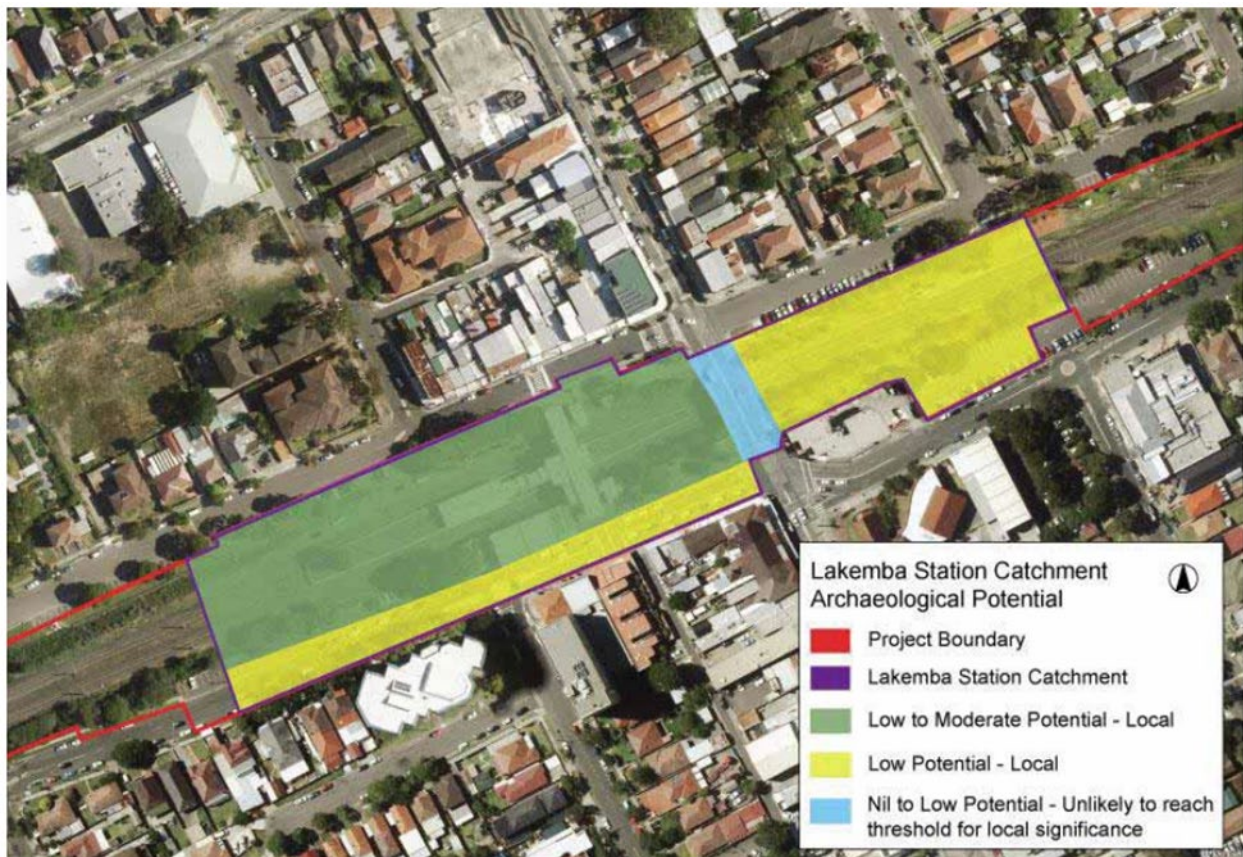 Lakemba Station Catchment
Archaeological Potential
Project Boundary
Lakemba Station Catchment
Low to Moderate Potential - Local
Low Potential - Local
Nil to Low Potential - Unlikely to reach
threshold for local significance